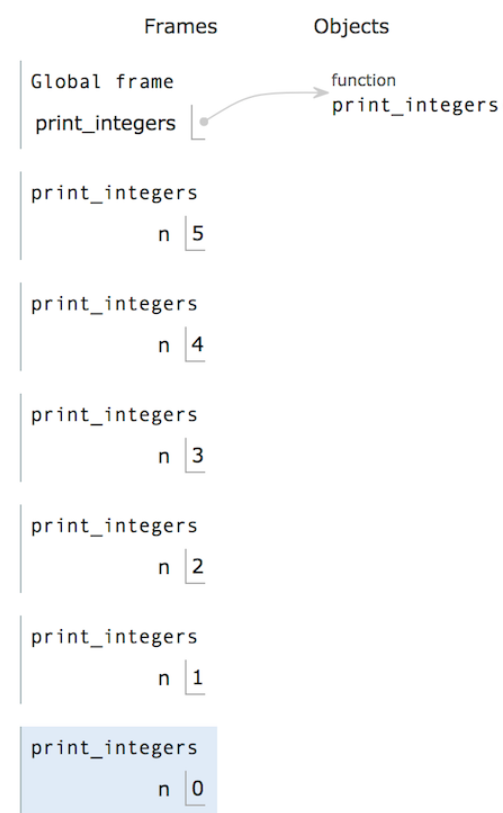 Frames Objects
Global frame
function
print_integers
print_integers
print_integers
n 5
print_integers
n 4
print_integers
n 3
print_integers
n 2
print_integers
n 1
print_integers
n 0